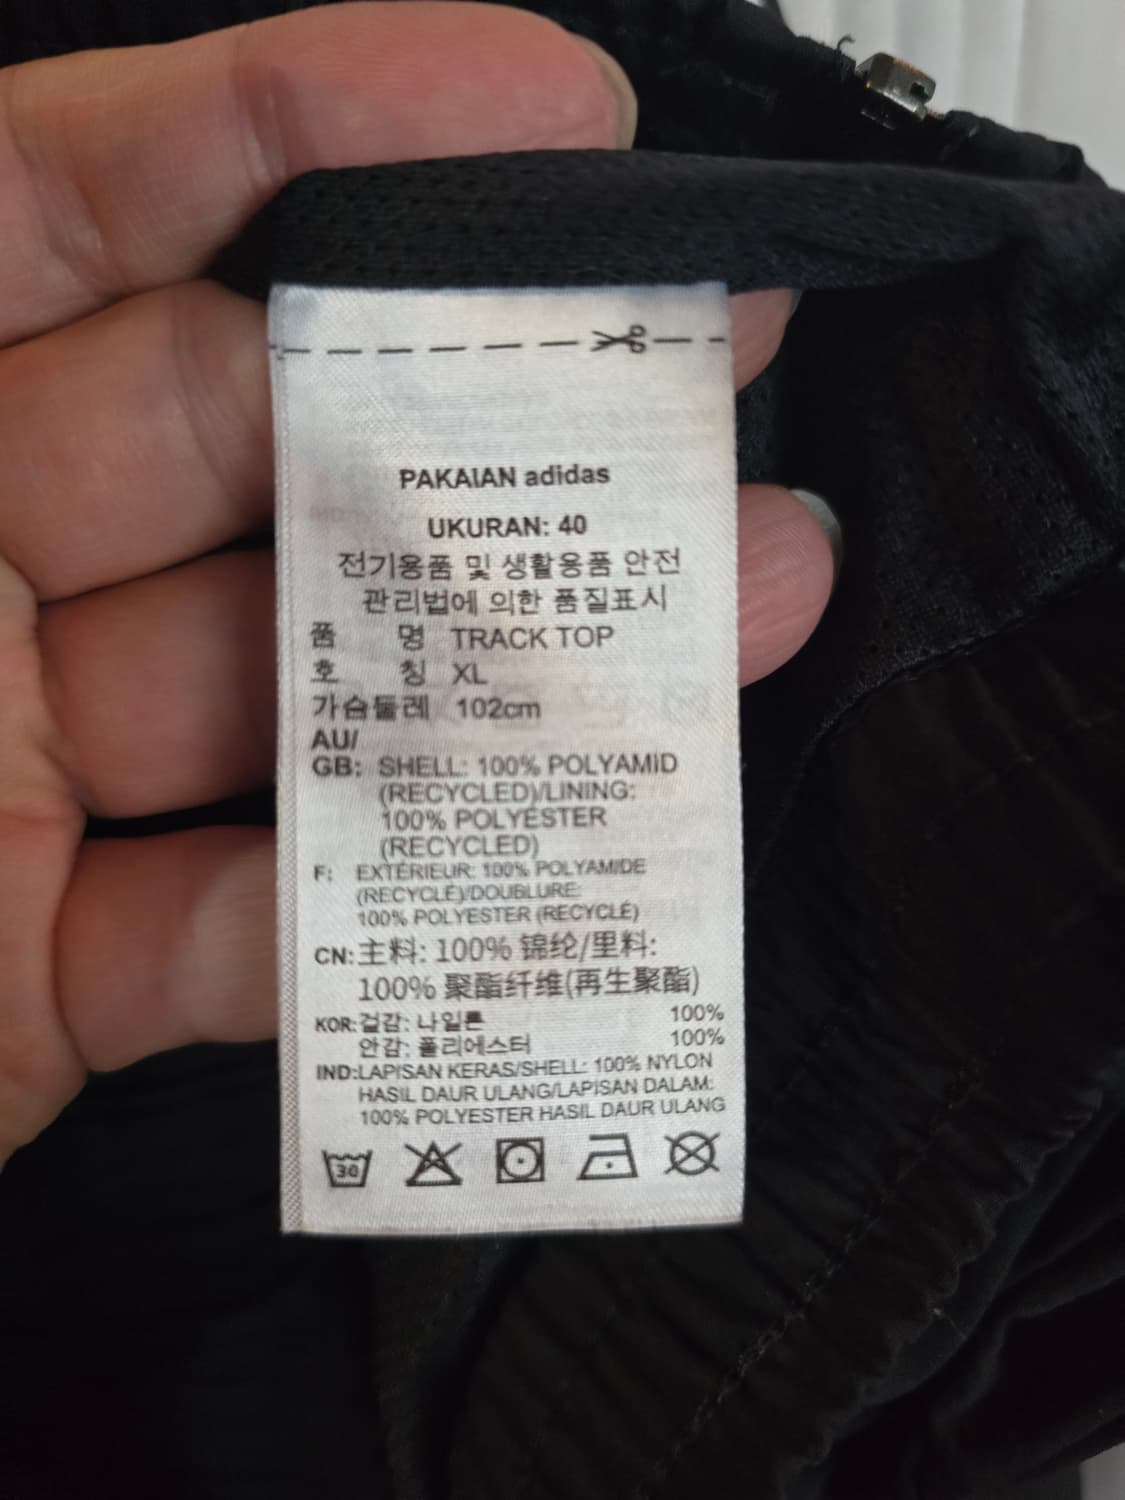 PAKAIAN adidas
UKURAN: 40
전기용품 및 생활용품 안전
관리법에 의한 품질표시
품 명 TRACK TOP
호 칭 XL
가슴둘레 102cm
AU/
GB: SHELL: 100% POLYAMID
(RECYCLED)/LINING:
100% POLYESTER
(RECYCLED)
F: EXTÉRIEUR: 100% POLYAMIDE
(RECYCLÉ)/DOUBLURE:
100% POLYESTER (RECYCLÉ)
CN: 主料: 100% 锦纶/里料:
100% 聚酯纤维(再生聚酯)
KOR: 겉감: 나일론 100%
안감: 폴리에스터 100%
IND: LAPISAN KERAS/SHELL: 100% NYLON
HASIL DAUR ULANG/LAPISAN DALAM:
100% POLYESTER HASIL DAUR ULANG
30